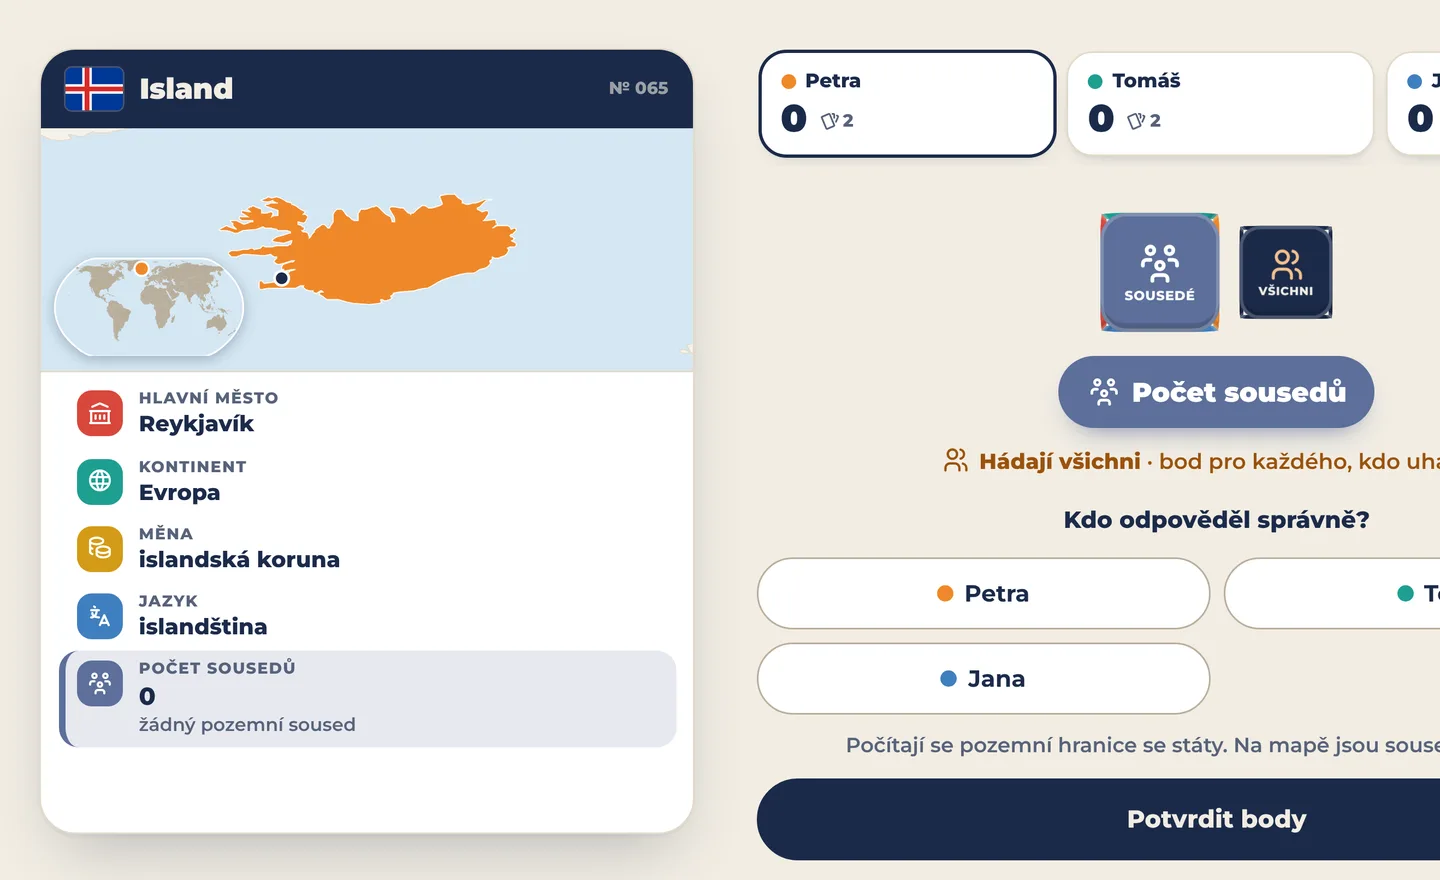 Island
№ 065
HLAVNÍ MĚSTO
Reykjavík
KONTINENT
Evropa
MĚNA
islandská koruna
JAZYK
islandština
POČET SOUSEDŮ
0
žádný pozemní soused
Petra
0 2
Tomáš
0 2
0
SOUSEDÉ
VŠICHNI
Počet sousedů
Hádají všichni · bod pro každého, kdo
Kdo odpověděl správně?
Petra
Jana
Počítají se pozemní hranice se státy. Na mapě jsou
Potvrdit body